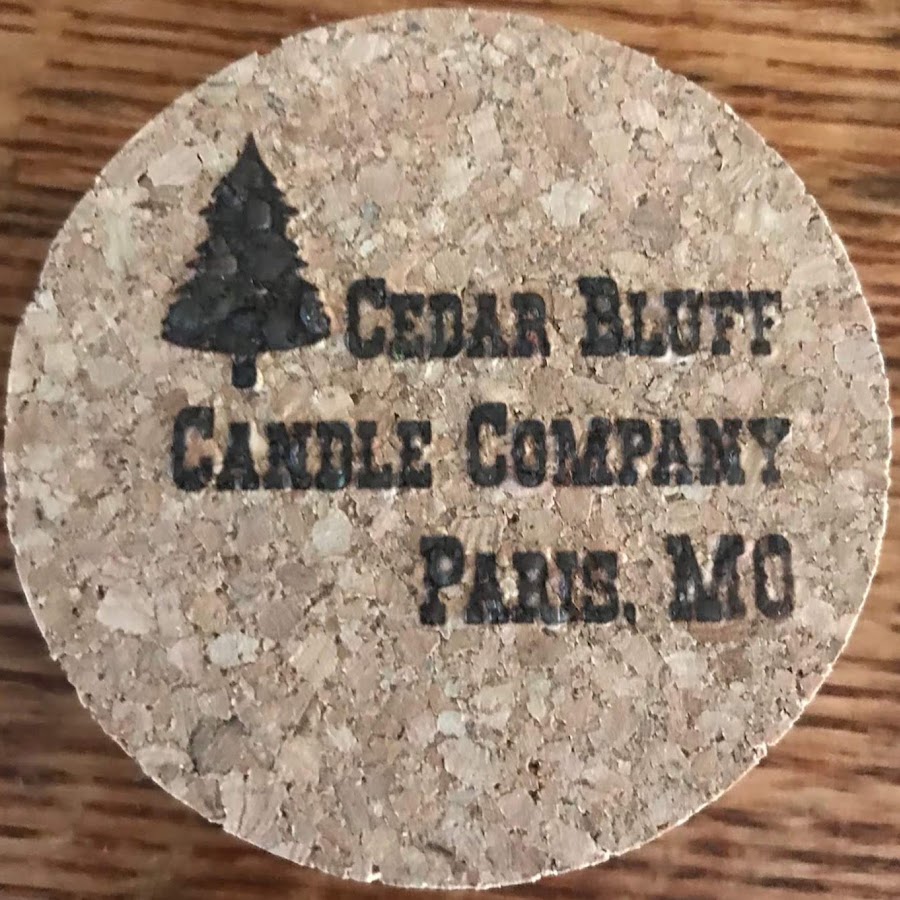 Cedar Bluff
Candle Company
Paris, MO